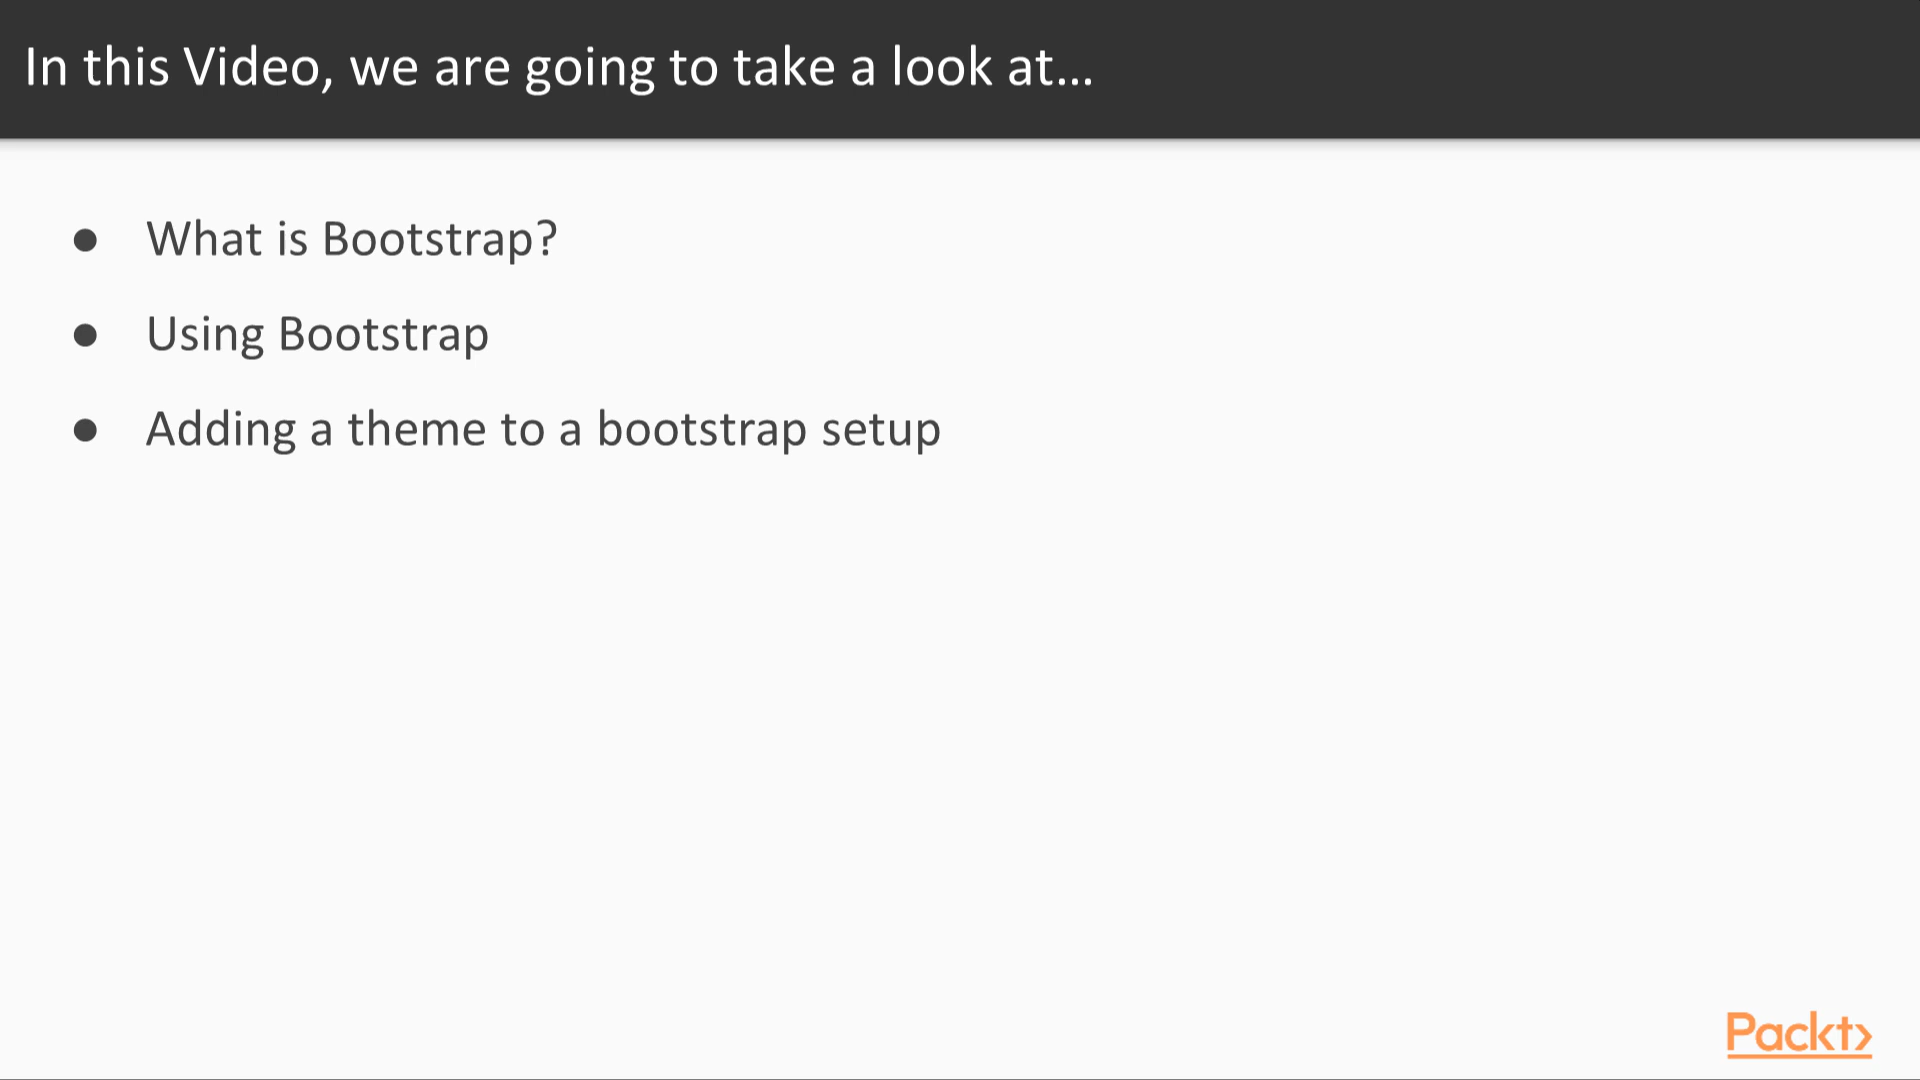 In this Video, we are going to take a look at...
● What is Bootstrap?
● Using Bootstrap
● Adding a theme to a bootstrap setup
Packt>